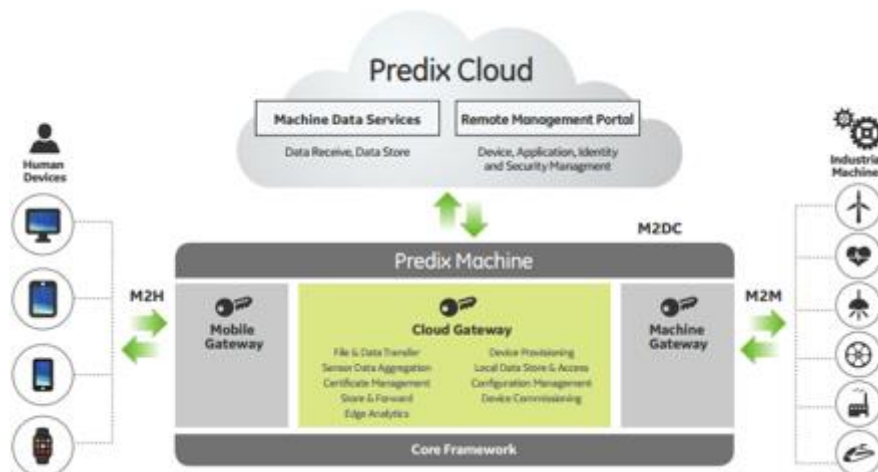 Predix Cloud
Machine Data Services
Remote Management Portal
Data Receive, Data Store
Device, Application, Identity
and Security Managment
Human
Devices
Industria
Machine
M2DC
Predix Machine
M2H
M2M
Mobile
Gateway
Cloud Gateway
File & Data Transfer
Sensor Data Aggregation
Certificate Management
Store & Forward
Edge Analytics
Device Provisioning
Local Data Store & Access
Configuration Management
Device Commissioning
Machine
Gateway
Core Framework